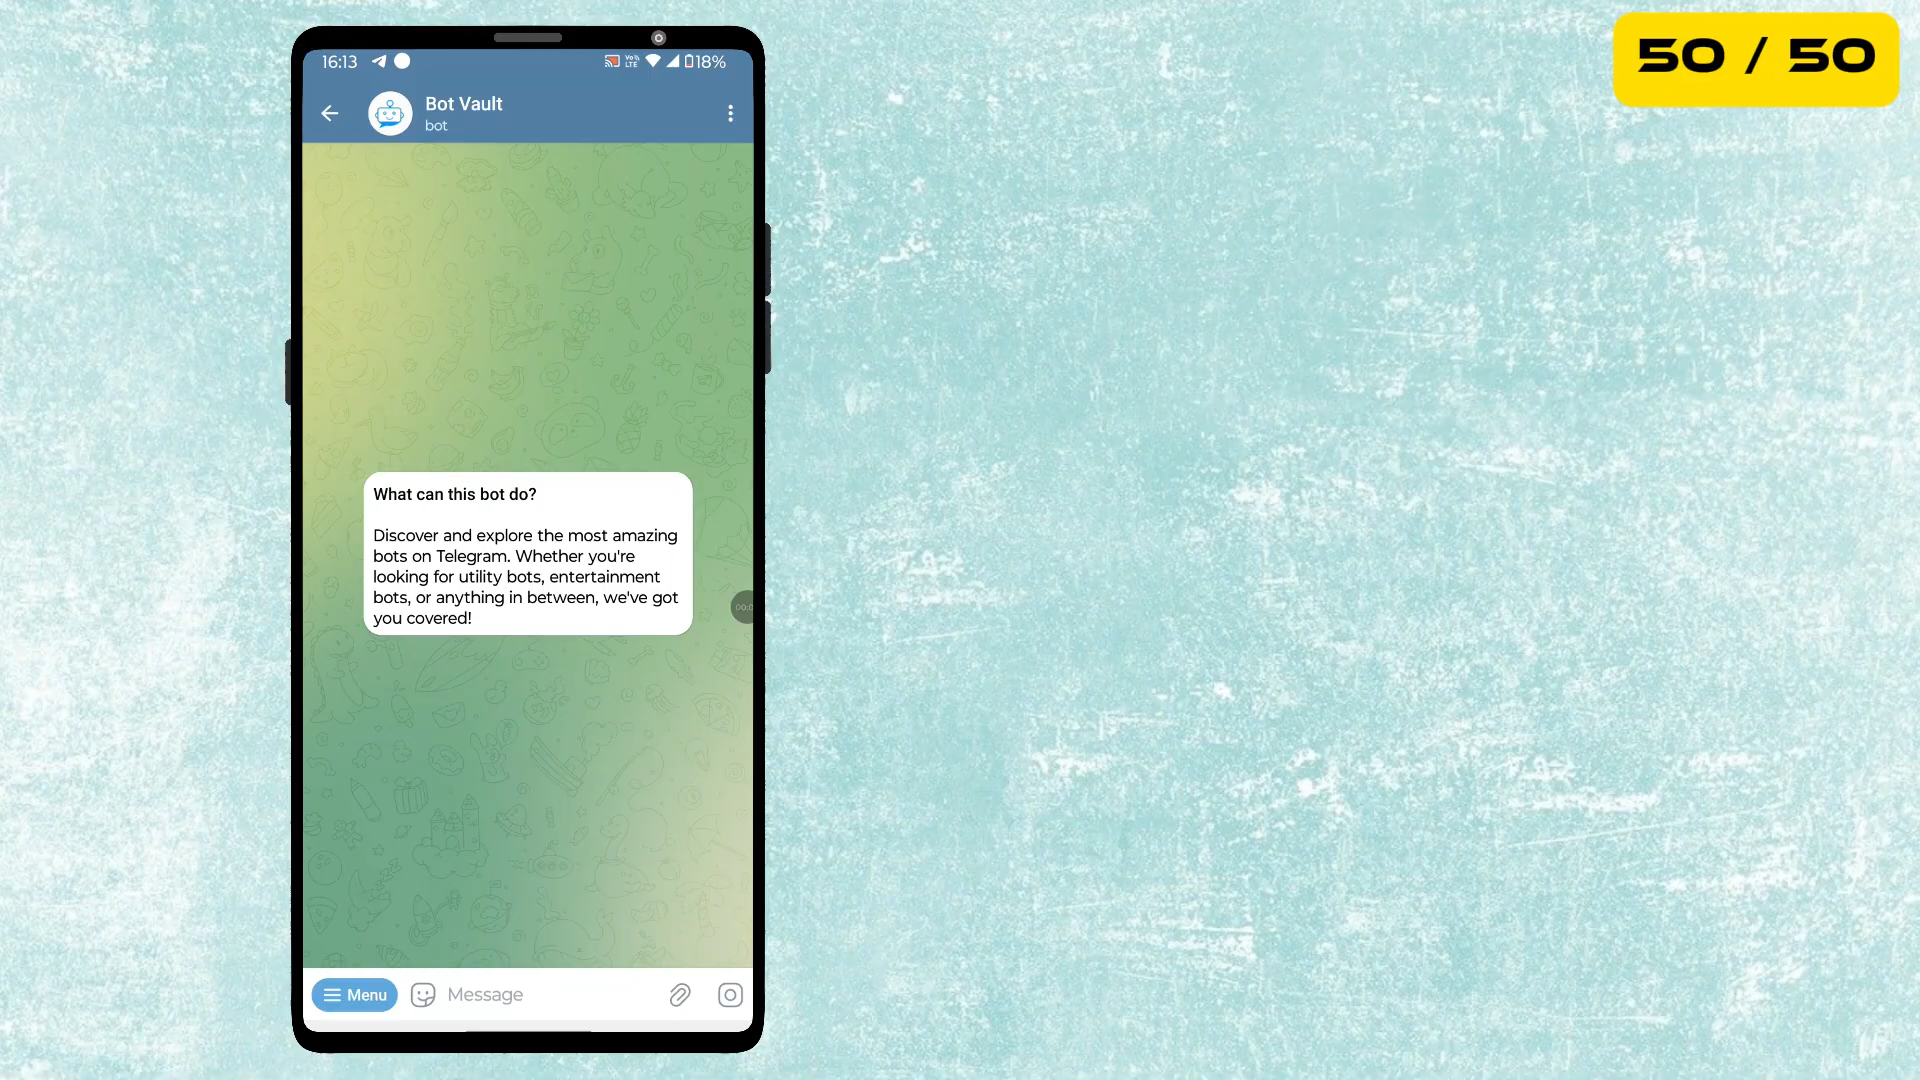 50 / 50
16:13
Vo
LTE
18%
Bot Vault
bot
What can this bot do?
Discover and explore the most amazing
bots on Telegram. Whether you're
looking for utility bots, entertainment
bots, or anything in between, we've got
you covered!
Menu
Message